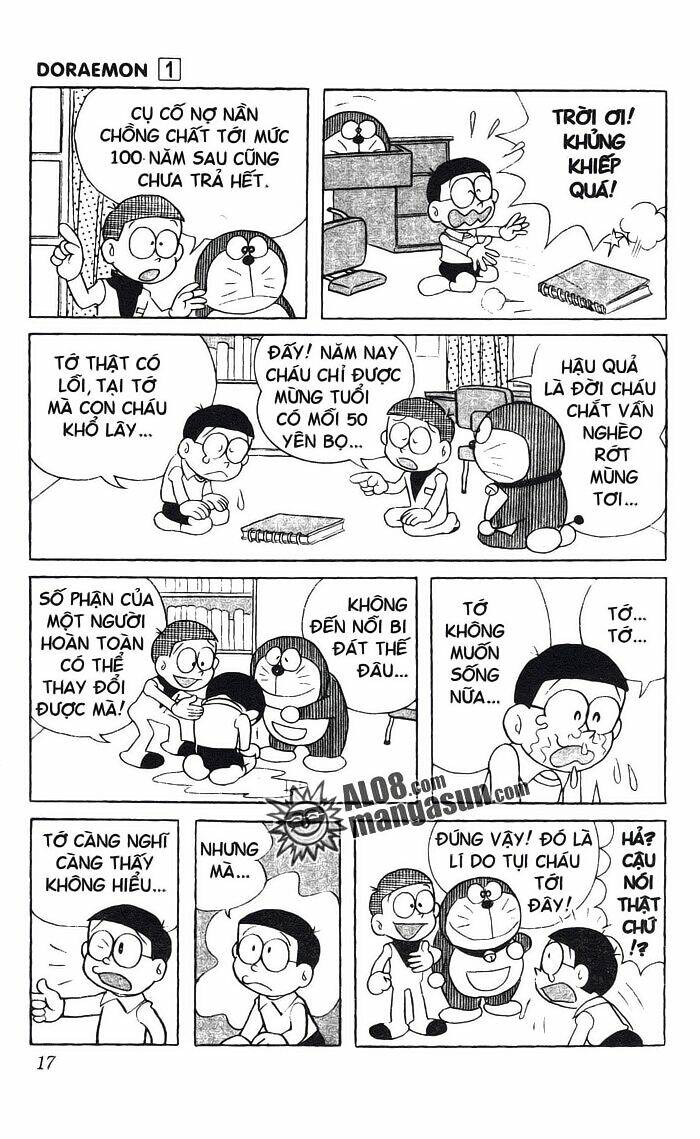 DORAEMON 1
CỤ CỐ NỢ NẦN
CHỒNG CHẤT TỚI MỨC
100 NĂM SAU CŨNG
CHƯA TRẢ HẾT.
TRỜI ƠI!
KHỦNG
KHIẾP
QUÁ!
TỚ THẬT CÓ
LỖI, TẠI TỚ
MÀ CON CHÁU
KHỔ LÂY...
ĐẤY! NĂM NAY
CHÁU CHỈ ĐƯỢC
MỪNG TUỔI
CÓ MỖI 50
YÊN BỌ...
HẬU QUẢ
LÀ ĐỜI CHÁU
CHẮT VẪN
NGHÈO
RỚT
MÙNG
TƠI...
SỐ PHẬN CỦA
MỘT NGƯỜI
HOÀN TOÀN
CÓ THỂ
THAY ĐỔI
ĐƯỢC MÀ!
KHÔNG
ĐẾN NỖI BI
ĐÁT THẾ
ĐÂU...
TỚ
KHÔNG
MUỐN
SỐNG
NỮA...
TỚ...
TỚ...
AL08.com
mangasun.com
TỚ CÀNG NGHĨ
CÀNG THẤY
KHÔNG HIỂU...
NHƯNG
MÀ...
ĐÚNG VẬY! ĐÓ LÀ
LÍ DO TỤI CHÁU
TỚI
ĐÂY!
HẢ?
CẬU
NÓI
THẬT
CHỨ
!?
17